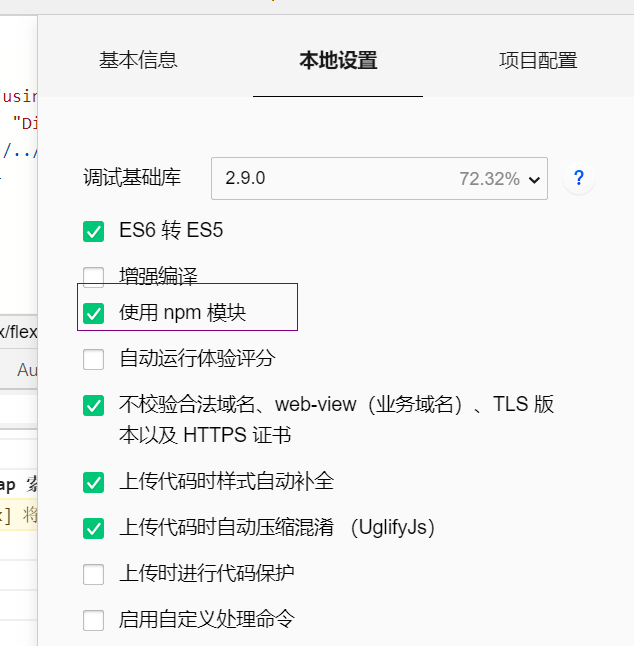 基本信息
本地设置
项目配置
usin
"Di
/../
调试基础库
2.9.0
72.32%
?
ES6 转 ES5
增强编译
使用 npm 模块
x/flex
自动运行体验评分
Au
不校验合法域名、web-view（业务域名）、TLS 版
本以及 HTTPS 证书
上传代码时样式自动补全
ap 索
] 将
上传代码时自动压缩混淆 （UglifyJs）
上传时进行代码保护
启用自定义处理命令